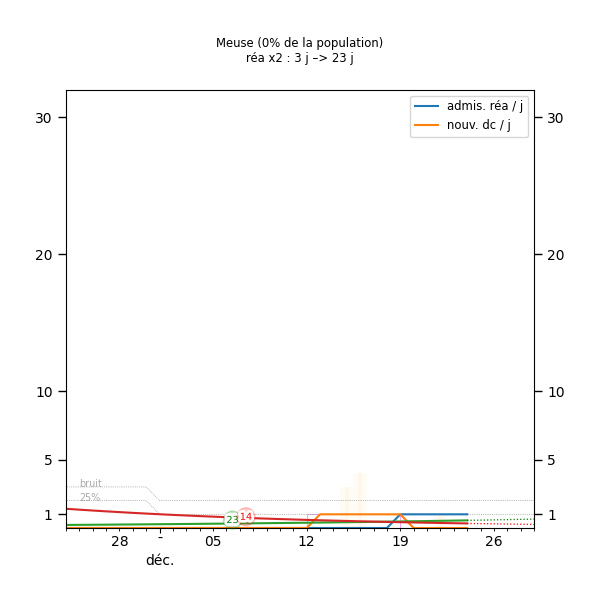 Meuse (0% de la population)
réa x2 : 3 j –> 23 j
admis. réa / j
nouv. dc / j
30 30
20 20
10 10
5 5
bruit
25%
23 14
1 1
28 - 05 12 19 26
déc.